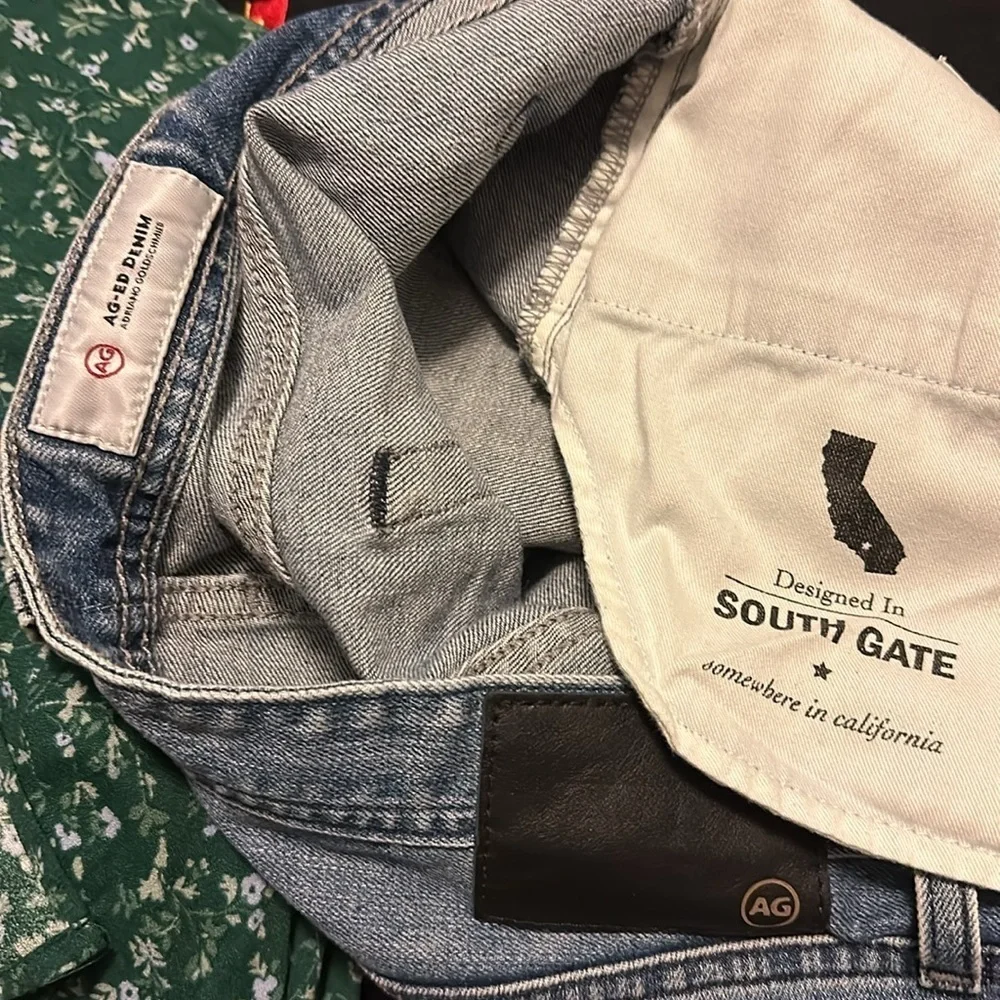 AG-ED DENIM
ADRIANO GOLDSCHMIED
AG
Designed In
SOUTH GATE
somewhere in california
AG